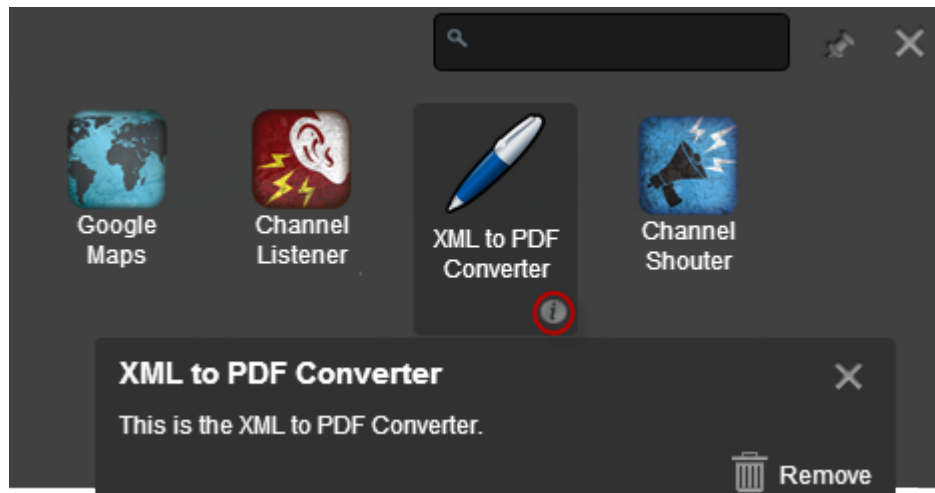 Google
Maps
Channel
Listener
XML to PDF
Converter
Channel
Shouter
i
XML to PDF Converter
This is the XML to PDF Converter.
Remove